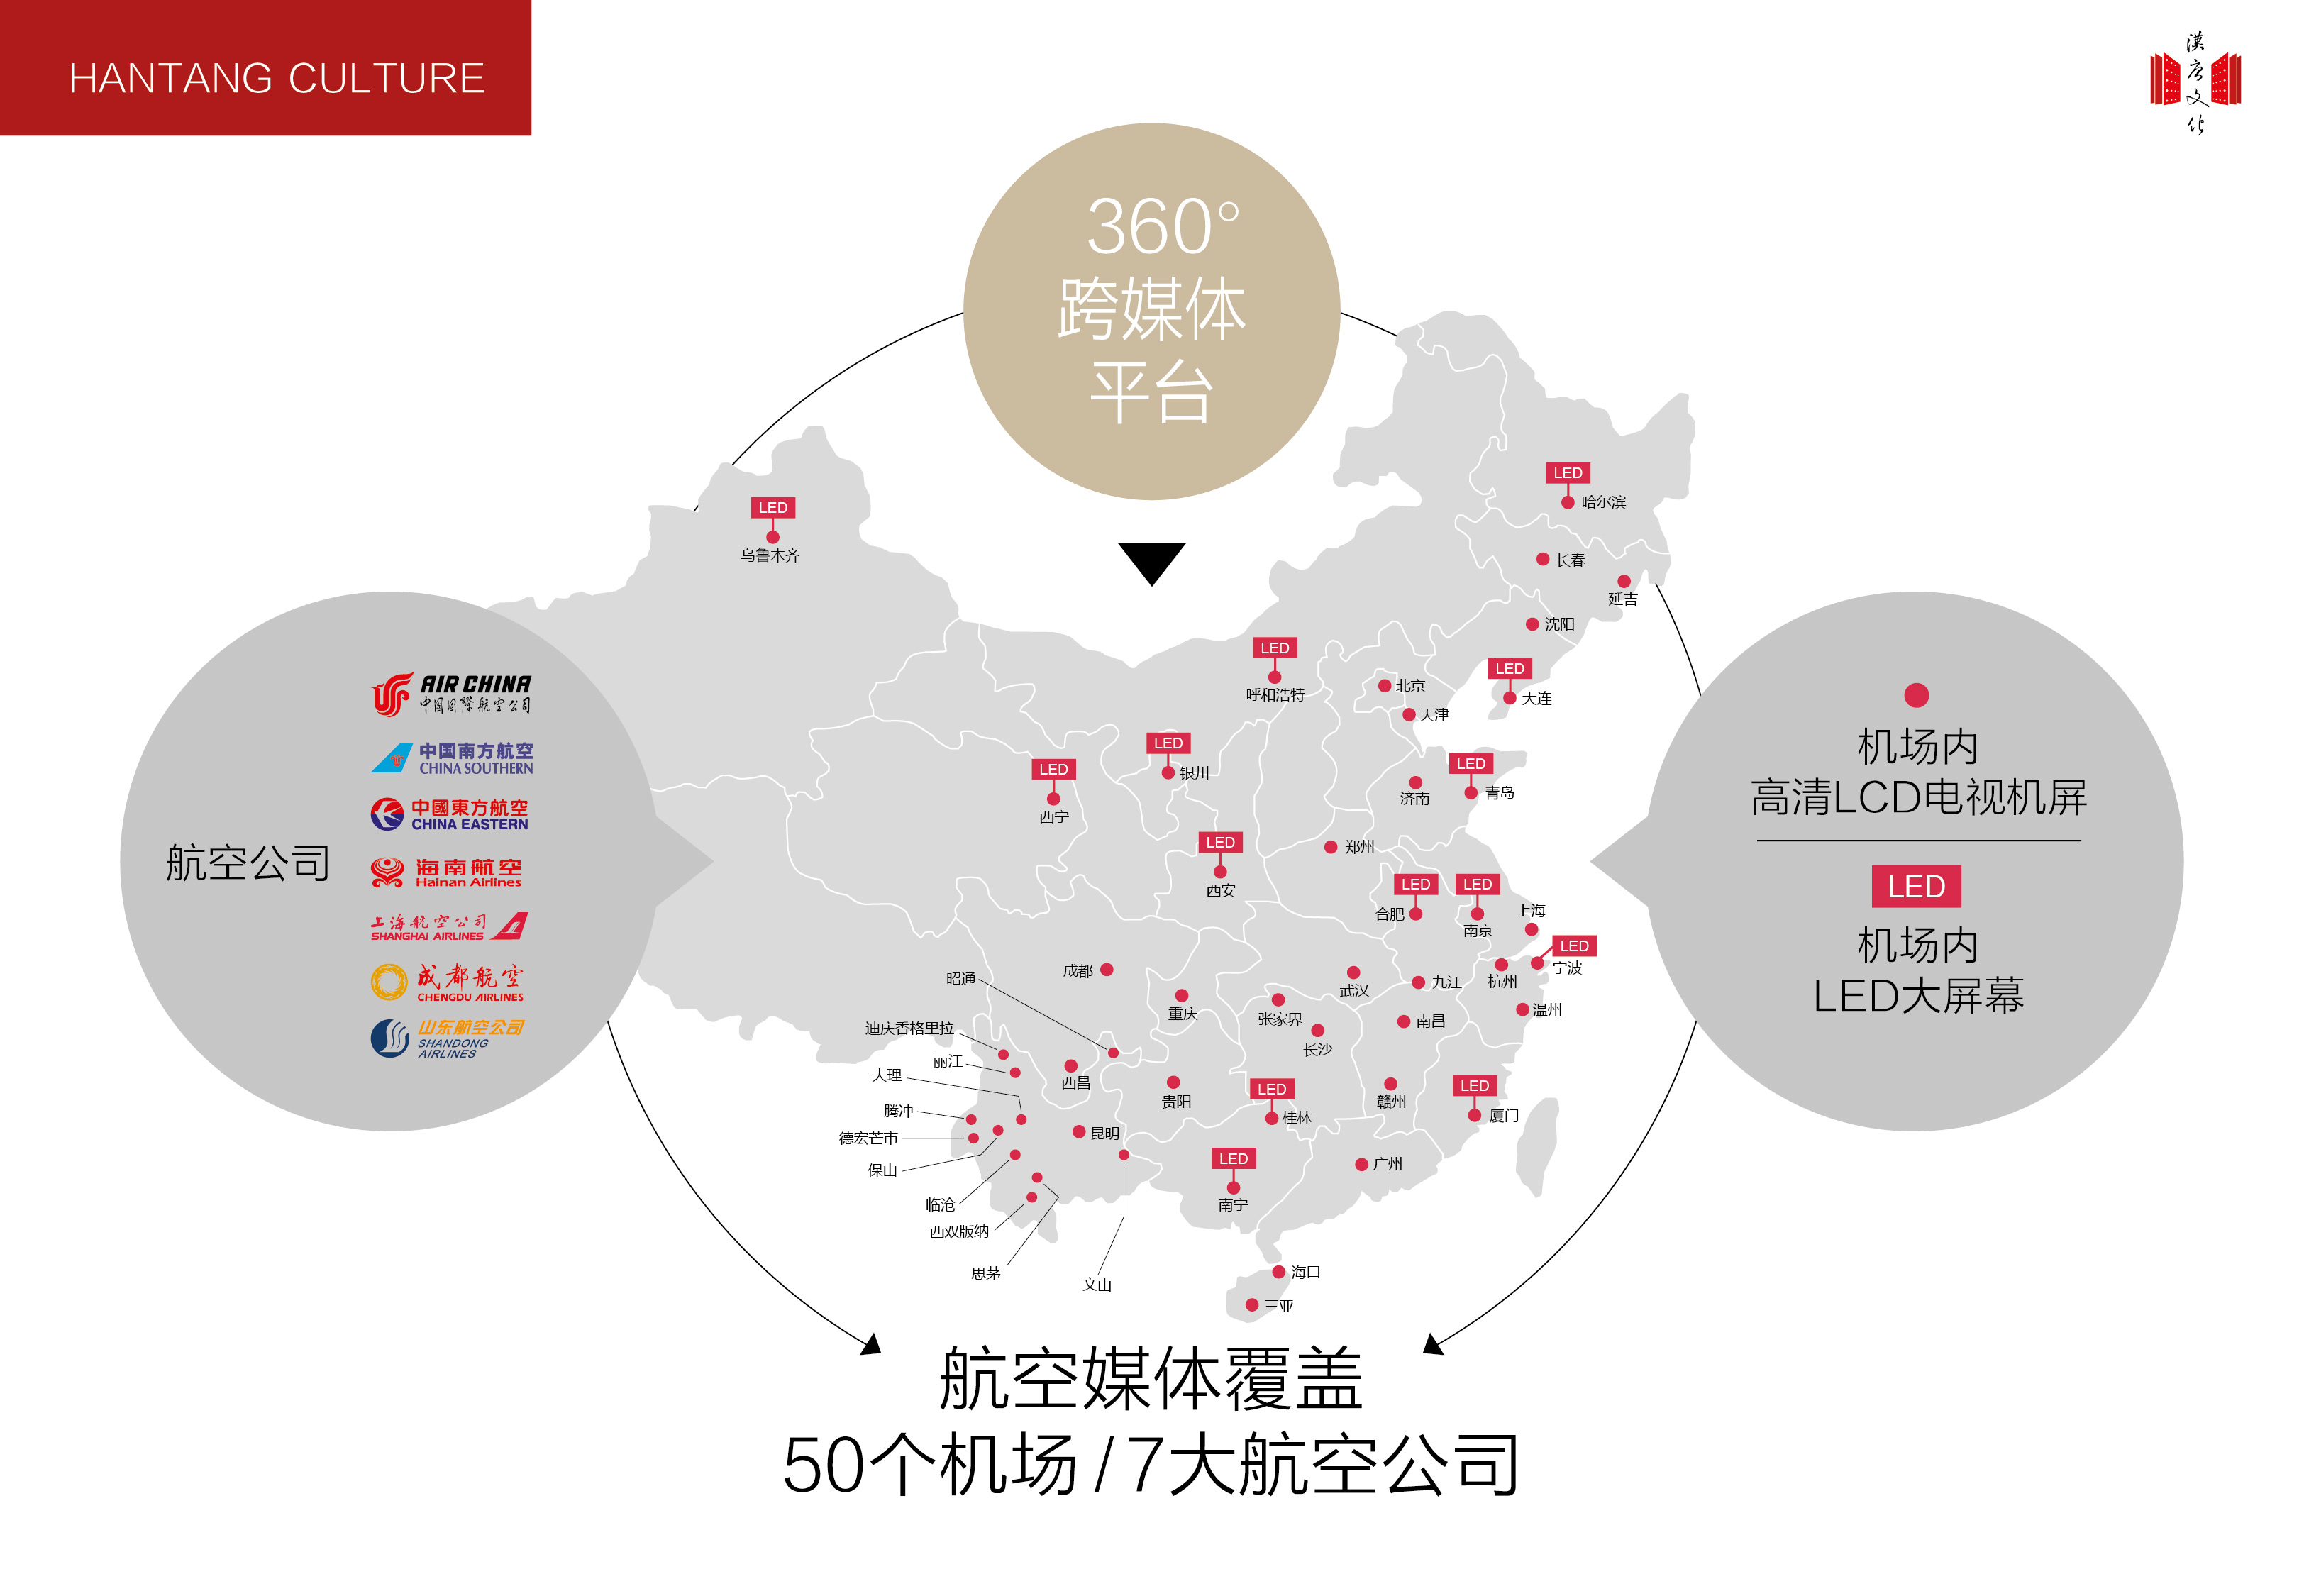 HANTANG CULTURE
漢
唐
文
化
360°
跨媒体
平台
航空公司
AIR CHINA
中国国際航空公司
中国南方航空
CHINA SOUTHERN
中國東方航空
CHINA EASTERN
海南航空
Hainan Airlines
上海航空公司
SHANGHAI AIRLINES
成都航空
CHENGDU AIRLINES
山东航空公司
SHANDONG
AIRLINES
LED
乌鲁木齐
LED
哈尔滨
长春
延吉
沈阳
LED
大连
LED
呼和浩特
北京
天津
LED
银川
LED
西宁
济南
LED
青岛
LED
西安
郑州
LED
合肥
LED
南京
上海
LED
宁波
杭州
温州
成都
昭通
重庆
武汉
九江
张家界
南昌
长沙
迪庆香格里拉
丽江
大理
西昌
贵阳
LED
桂林
赣州
LED
厦门
腾冲
德宏芒市
保山
昆明
临沧
西双版纳
思茅
文山
LED
南宁
广州
海口
三亚
机场内
高清LCD电视机屏
LED
机场内
LED大屏幕
航空媒体覆盖
50个机场/7大航空公司